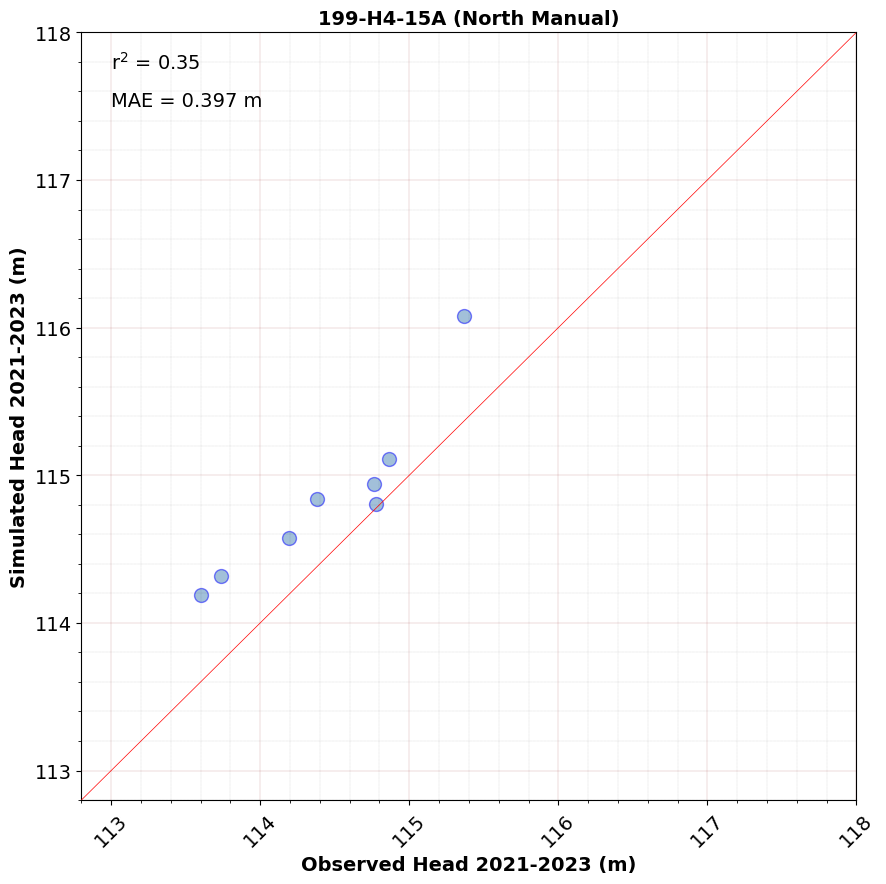 199-H4-15A (North Manual)
r² = 0.35
MAE = 0.397 m
118
117
116
115
114
113
Simulated Head 2021-2023 (m)
113
114
115
116
117
118
Observed Head 2021-2023 (m)